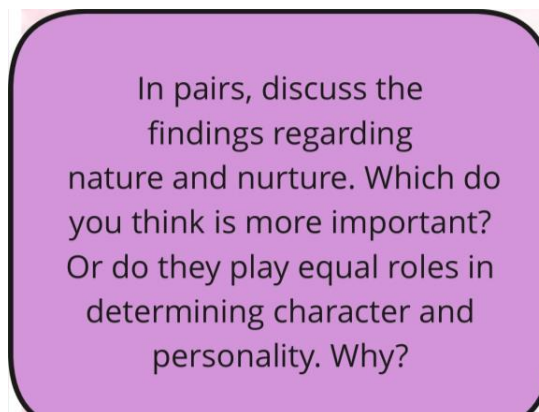 In pairs, discuss the
findings regarding
nature and nurture. Which do
you think is more important?
Or do they play equal roles in
determining character and
personality. Why?